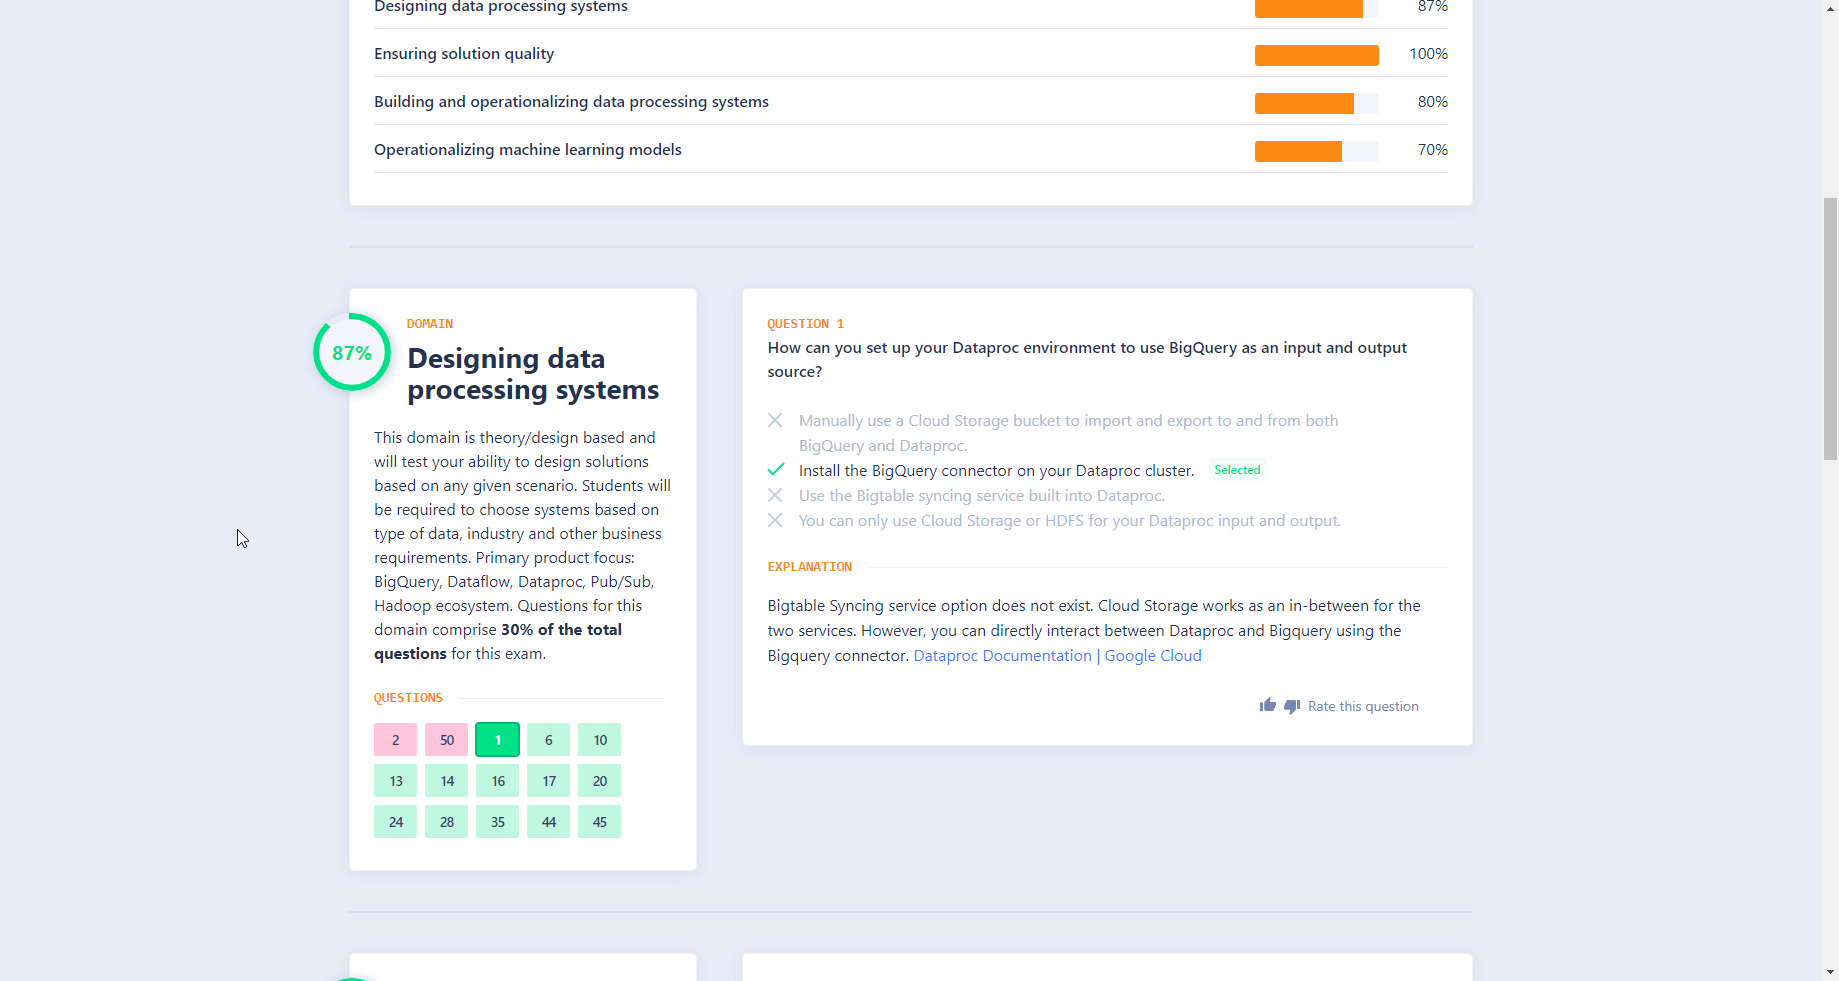 Designing data processing systems 87%
Ensuring solution quality 100%
Building and operationalizing data processing systems 80%
Operationalizing machine learning models 70%
87%
DOMAIN
Designing data
processing systems
This domain is theory/design based and
will test your ability to design solutions
based on any given scenario. Students will
be required to choose systems based on
type of data, industry and other business
requirements. Primary product focus:
BigQuery, Dataflow, Dataproc, Pub/Sub,
Hadoop ecosystem. Questions for this
domain comprise 30% of the total
questions for this exam.
QUESTIONS
2 50 1 6 10
13 14 16 17 20
24 28 35 44 45
QUESTION 1
How can you set up your Dataproc environment to use BigQuery as an input and output
source?
Manually use a Cloud Storage bucket to import and export to and from both
BigQuery and Dataproc.
Install the BigQuery connector on your Dataproc cluster. Selected
Use the Bigtable syncing service built into Dataproc.
You can only use Cloud Storage or HDFS for your Dataproc input and output.
EXPLANATION
Bigtable Syncing service option does not exist. Cloud Storage works as an in-between for the
two services. However, you can directly interact between Dataproc and Bigquery using the
Bigquery connector. Dataproc Documentation | Google Cloud
Rate this question